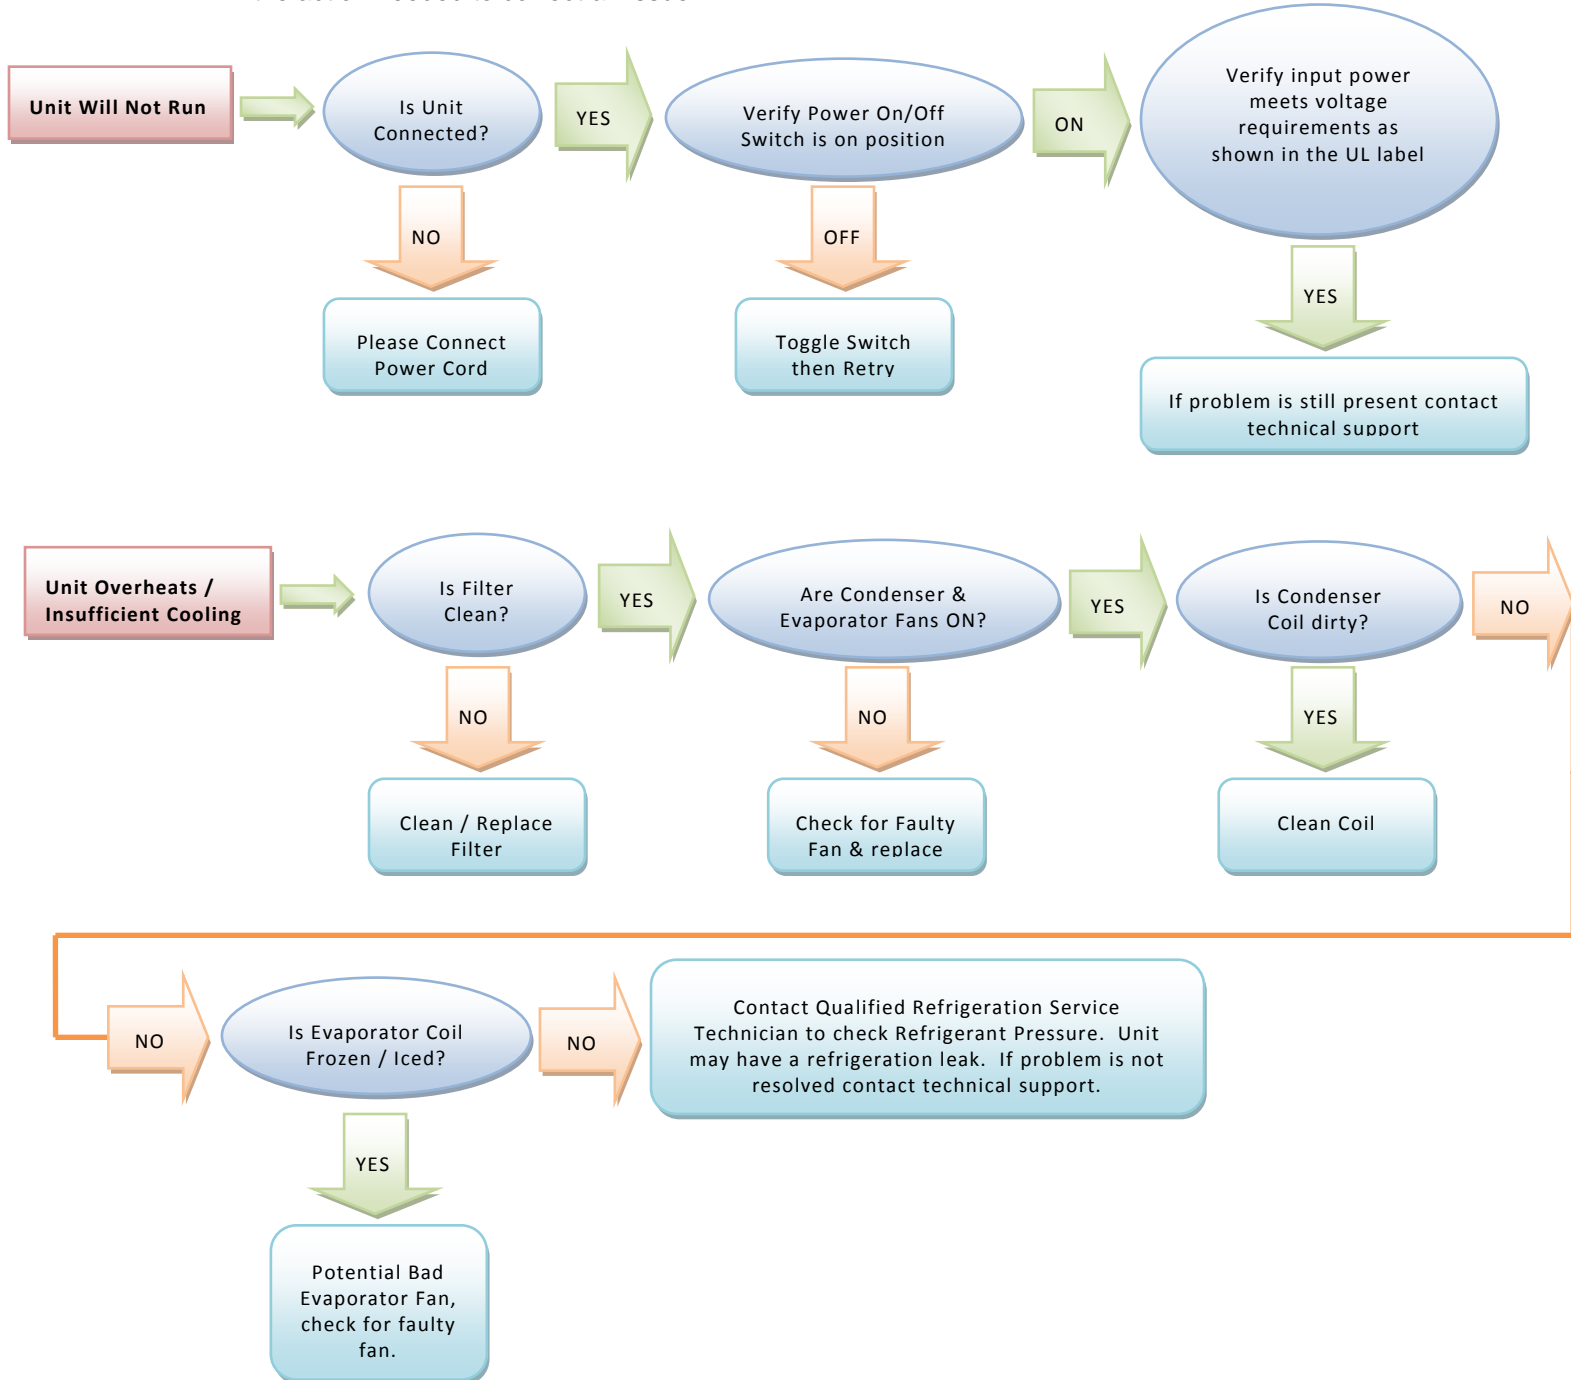 Unit Will Not Run
Is Unit
Connected?
YES
Verify Power On/Off
Switch is on position
ON
Verify input power
meets voltage
requirements as
shown in the UL label
NO
OFF
YES
Please Connect
Power Cord
Toggle Switch
then Retry
If problem is still present contact
technical support
Unit Overheats /
Insufficient Cooling
Is Filter
Clean?
YES
Are Condenser &
Evaporator Fans ON?
YES
Is Condenser
Coil dirty?
NO
NO
NO
YES
Clean / Replace
Filter
Check for Faulty
Fan & replace
Clean Coil
NO
Is Evaporator Coil
Frozen / Iced?
NO
Contact Qualified Refrigeration Service
Technician to check Refrigerant Pressure.  Unit
may have a refrigeration leak.  If problem is not
resolved contact technical support.
YES
Potential Bad
Evaporator Fan,
check for faulty
fan.